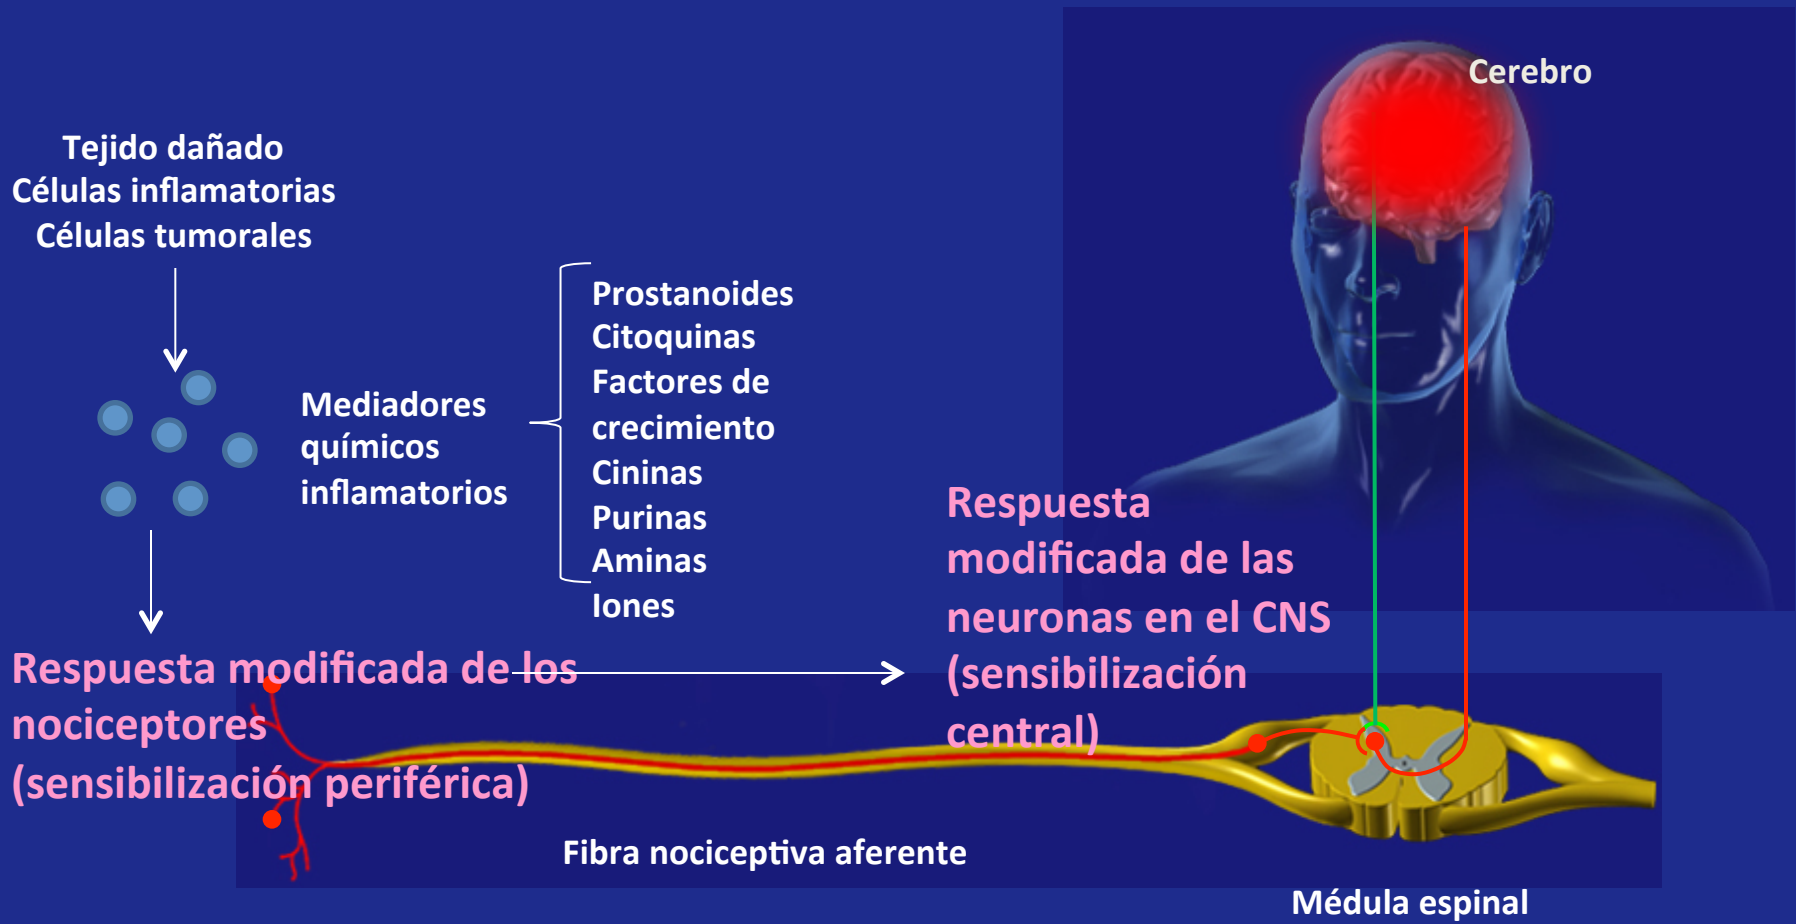 Cerebro
Tejido dañado
Células inflamatorias
Células tumorales
Mediadores
químicos
inflamatorios
Prostanoides
Citoquinas
Factores de
crecimiento
Cininas
Purinas
Aminas
Iones
Respuesta modificada de los
nociceptores
(sensibilización periférica)
Respuesta
modificada de las
neuronas en el CNS
(sensibilización
central)
Fibra nociceptiva aferente
Médula espinal